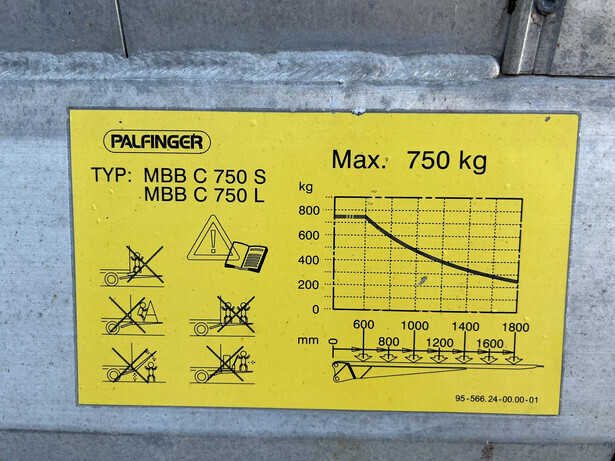 PALFINGER
TYP: MBB C 750 S
MBB C 750 L
Max. 750 kg
kg
800
600
400
200
0
600 1000 1400 1800
mm 0 800 1200 1600
95-566.24-00.00-01